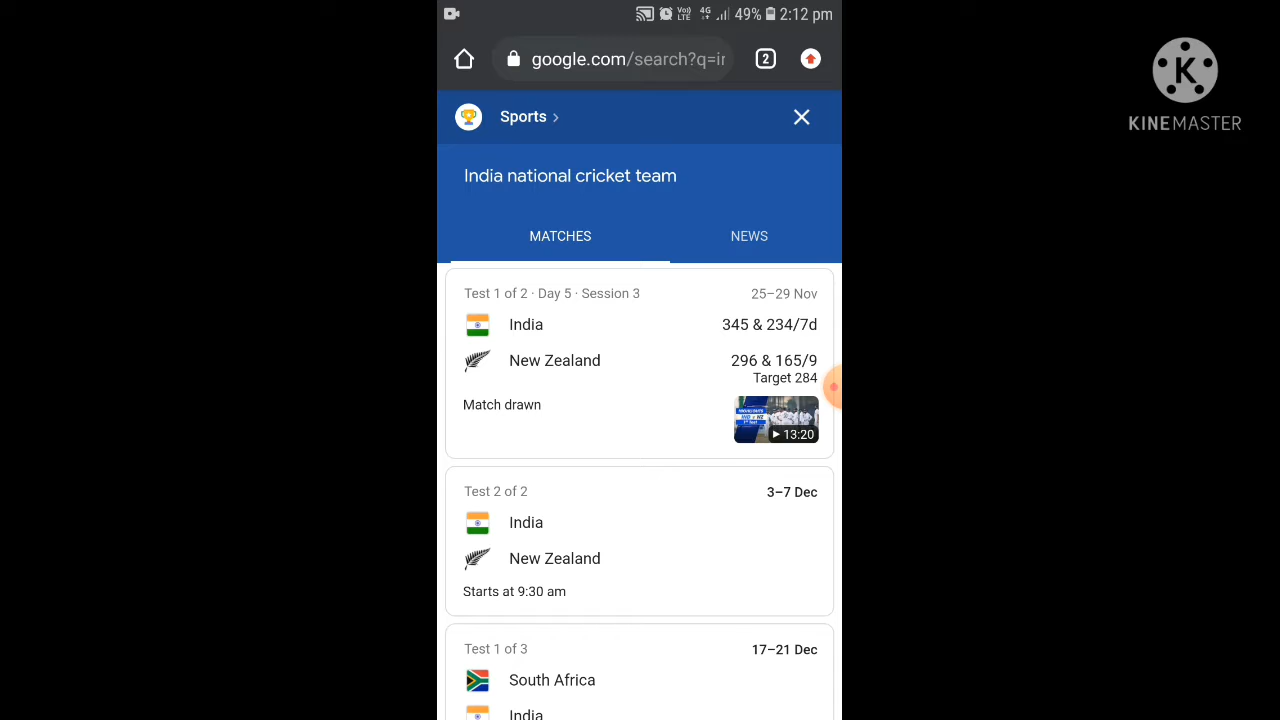 VoLTE 4G 49% 2:12 pm
google.com/search?q=ir
2
Sports
India national cricket team
MATCHES
NEWS
Test 1 of 2 · Day 5 · Session 3
25–29 Nov
India
345 & 234/7d
New Zealand
296 & 165/9
Target 284
Match drawn
13:20
Test 2 of 2
3–7 Dec
India
New Zealand
Starts at 9:30 am
Test 1 of 3
17–21 Dec
South Africa
India
K
KINEMASTER